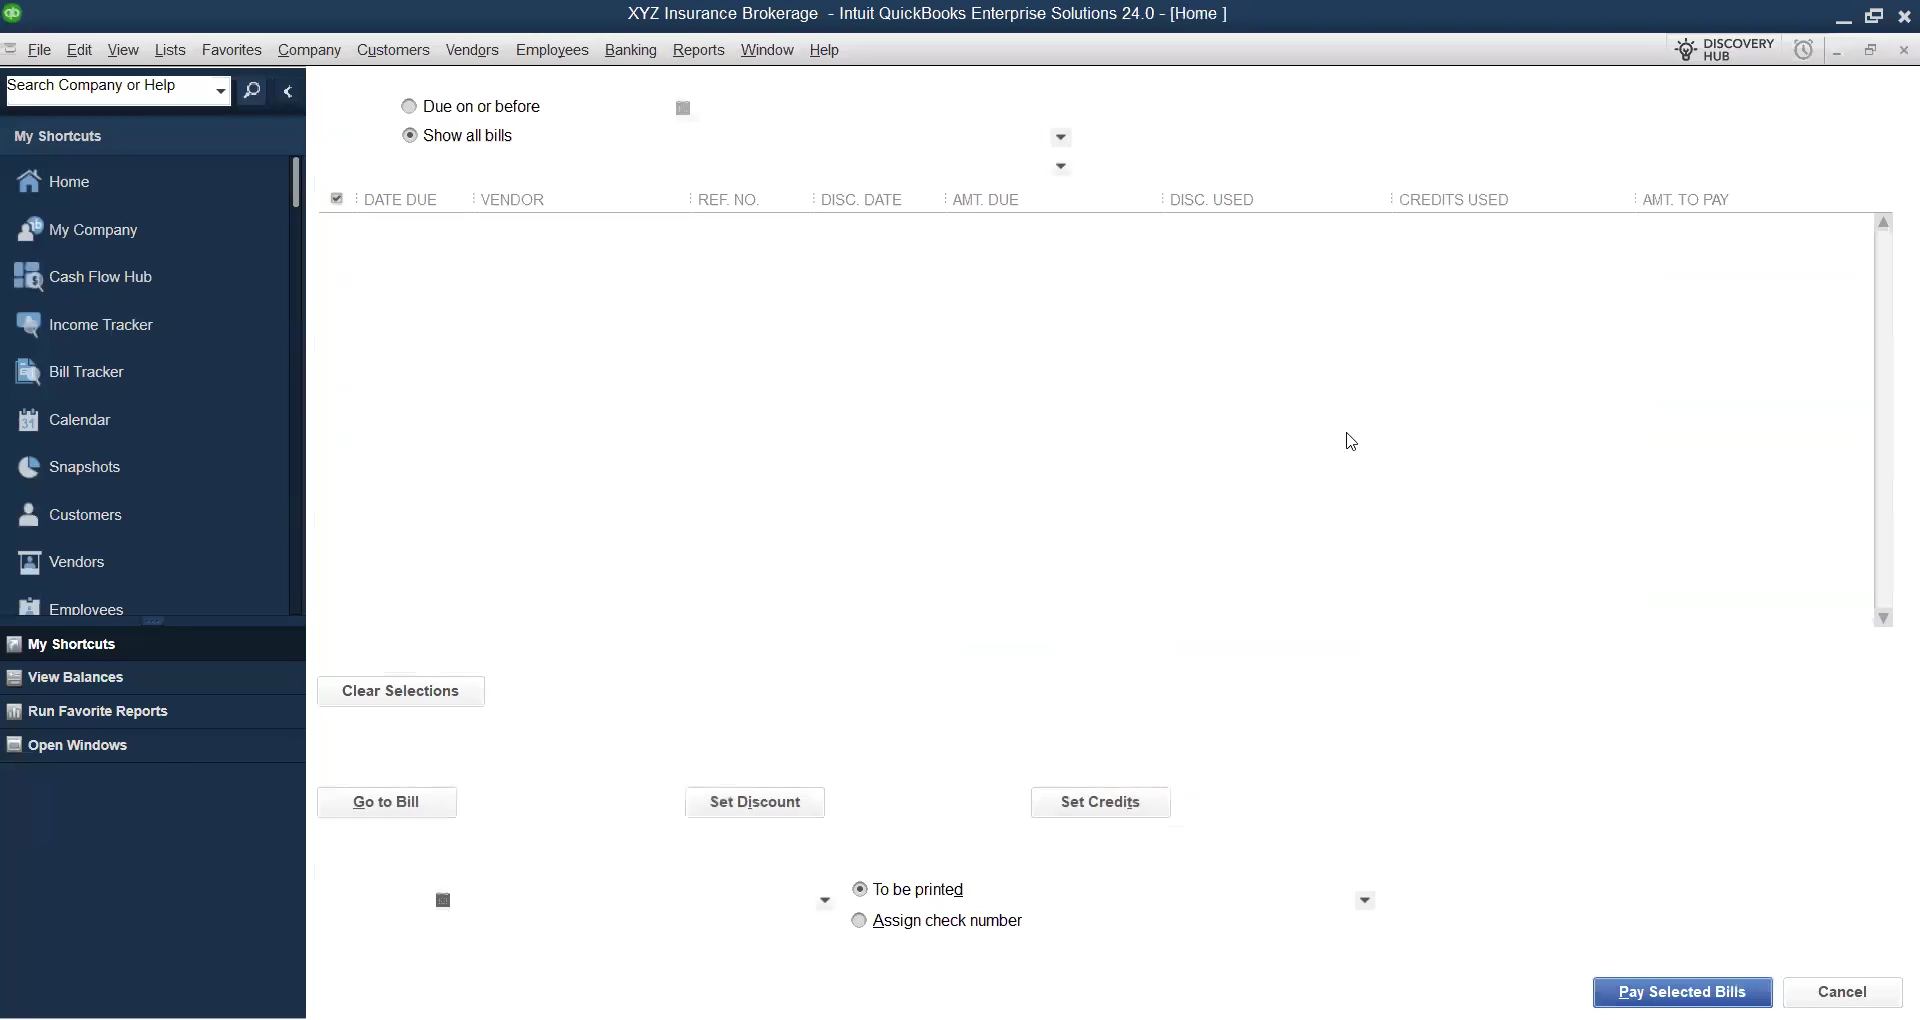 XYZ Insurance Brokerage - Intuit QuickBooks Enterprise Solutions 24.0 - [Home ]
File Edit View Lists Favorites Company Customers Vendors Employees Banking Reports Window Help
DISCOVERY
HUB
Search Company or Help
My Shortcuts
Home
My Company
Cash Flow Hub
Income Tracker
Bill Tracker
31
Calendar
Snapshots
Customers
Vendors
Employees
My Shortcuts
View Balances
Run Favorite Reports
Open Windows
Due on or before
Show all bills
DATE DUE VENDOR REF. NO. DISC. DATE AMT. DUE DISC. USED CREDITS USED AMT. TO PAY
Clear Selections
Go to Bill Set Discount Set Credits
To be printed
Assign check number
Pay Selected Bills Cancel